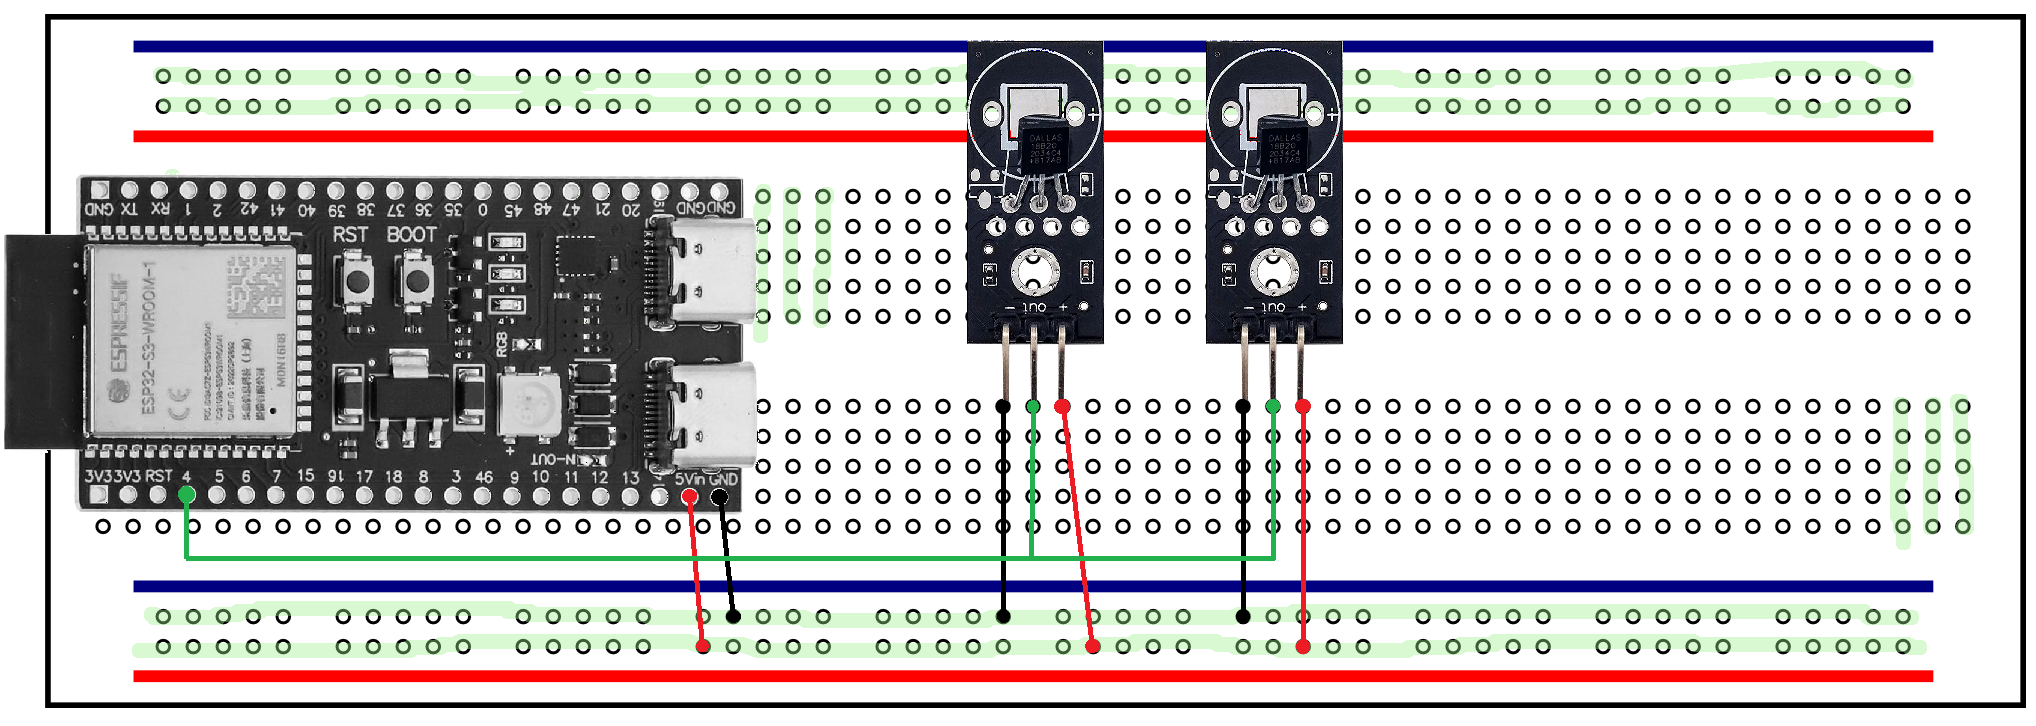 GND TX RX 1 2 42 41 40 39 38 37 36 35 0 45 48 47 21 20 GND GND
RST BOOT
ESPRESSIF
ESP32-S3-WROOM-1
CE
RGB
IN-OUT
3V3 3V3 RST 4 5 6 7 15 16 17 18 8 3 46 9 10 11 12 13 14 5Vin GND
+
DALLAS
18B20
- out +
+
DALLAS
18B20
- out +